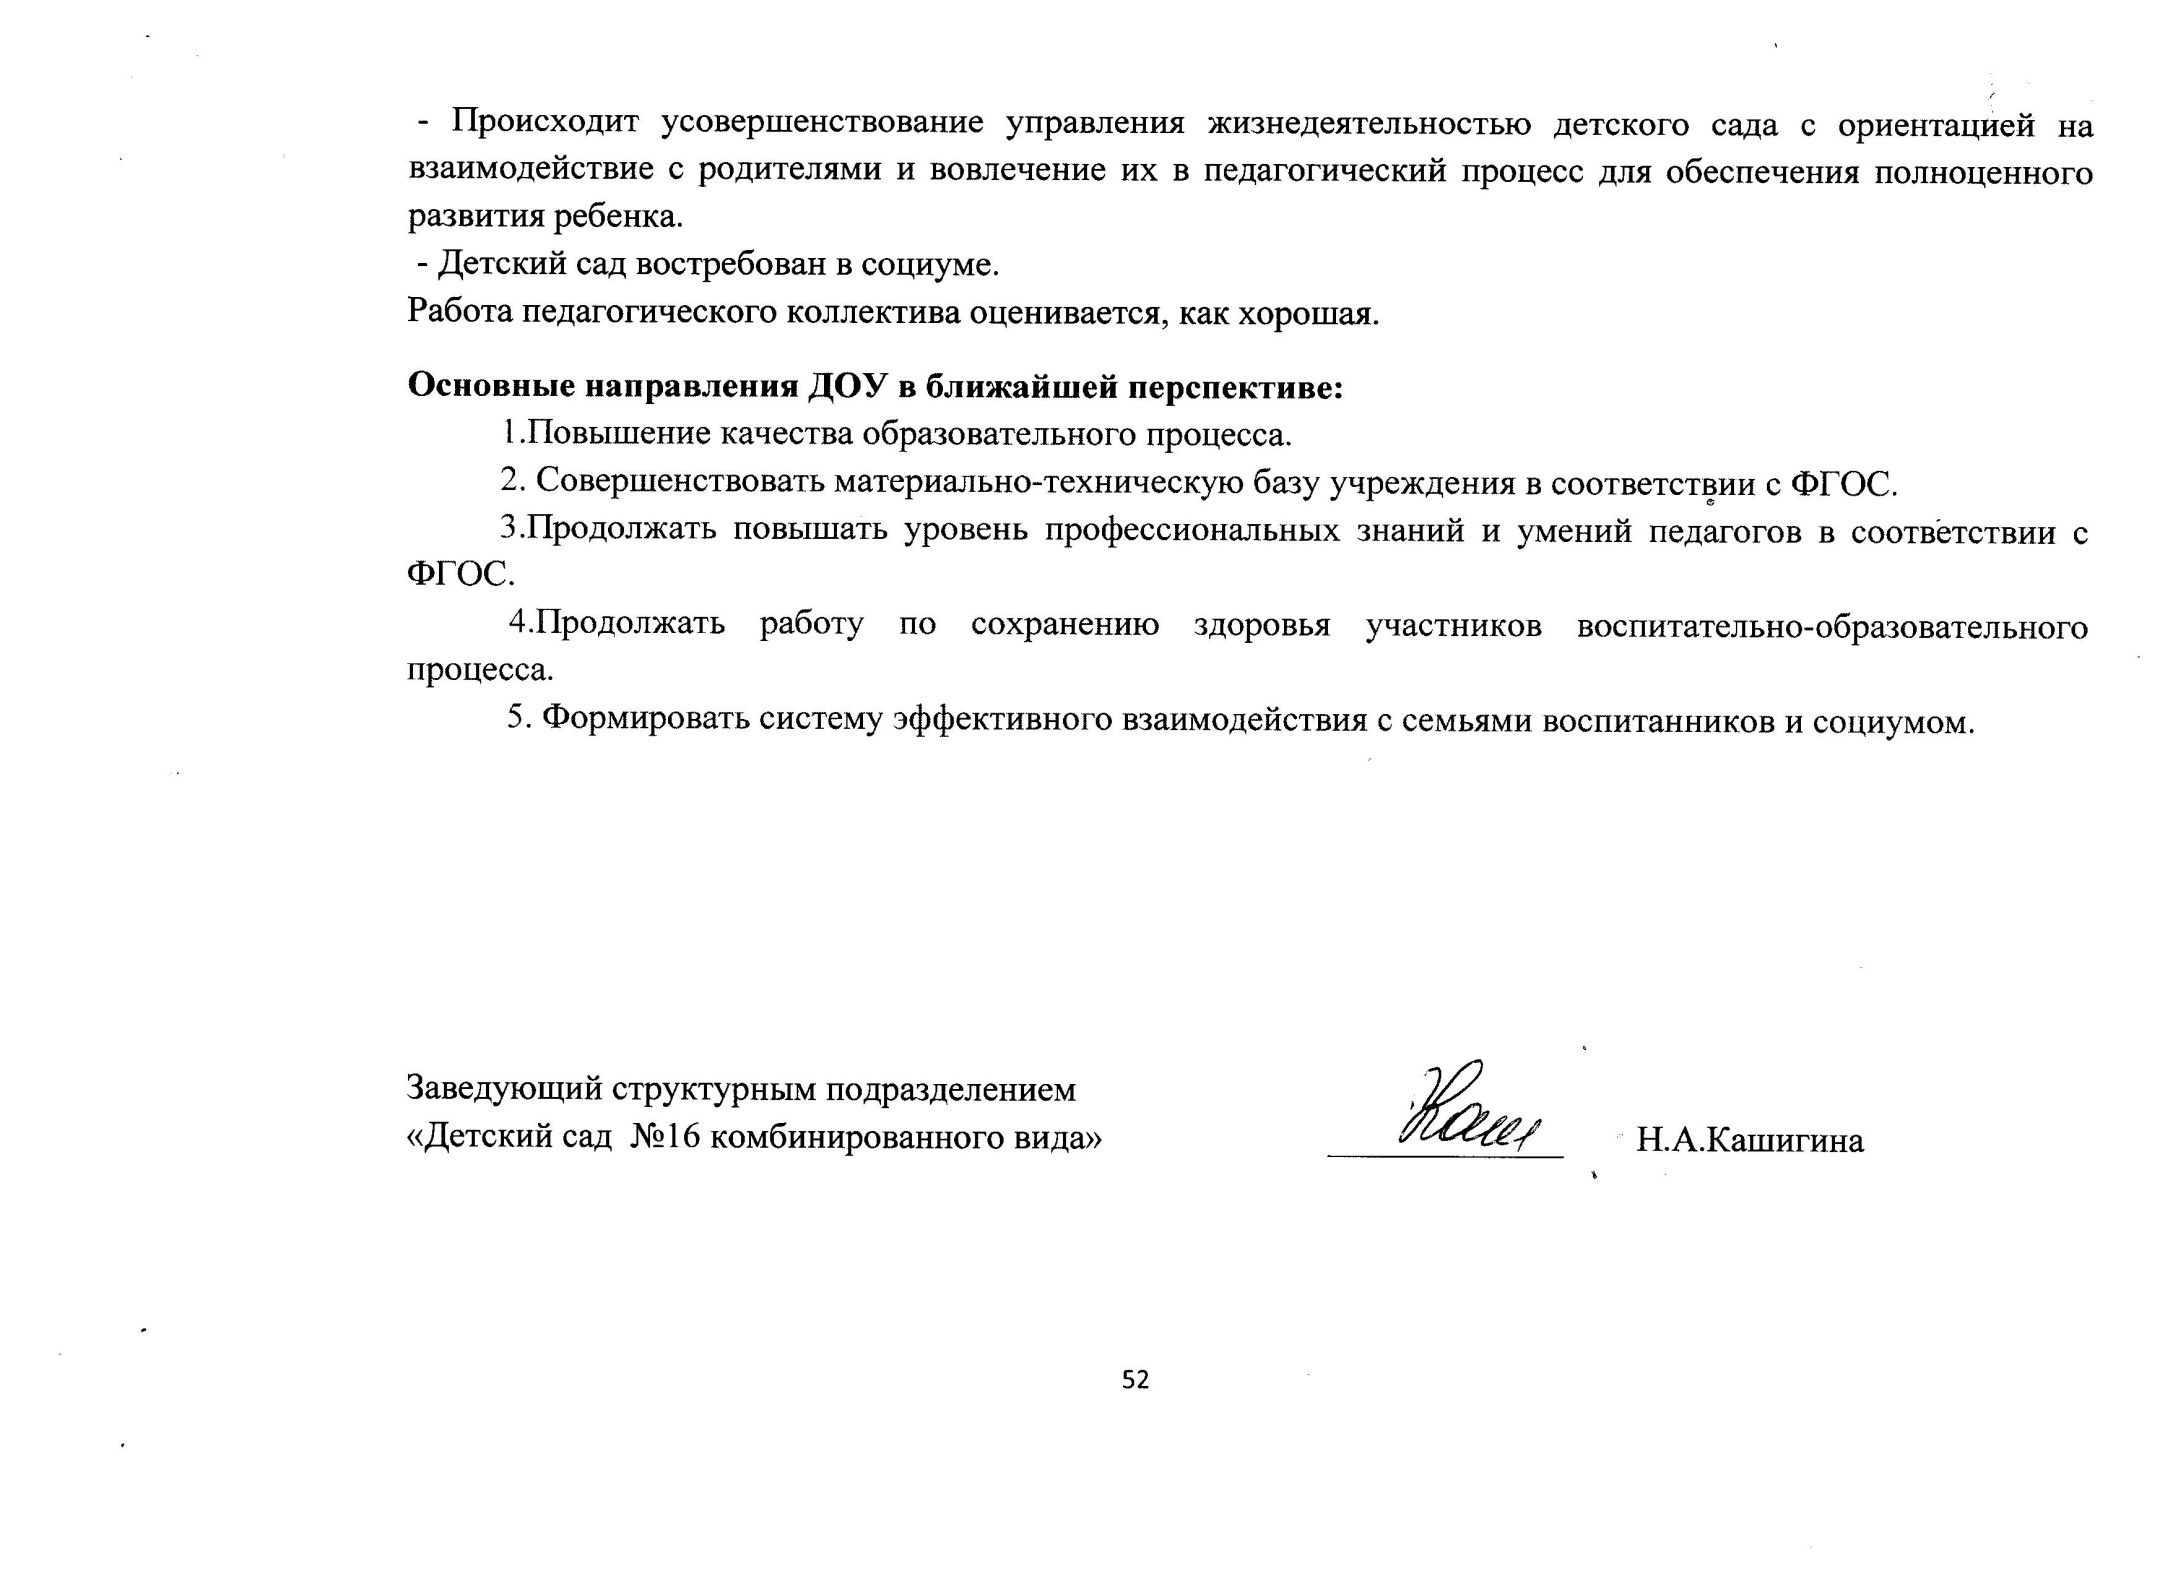 - Происходит усовершенствование управления жизнедеятельностью детского сада с ориентацией на
взаимодействие с родителями и вовлечение их в педагогический процесс для обеспечения полноценного
развития ребенка.
- Детский сад востребован в социуме.
Работа педагогического коллектива оценивается, как хорошая.
Основные направления ДОУ в ближайшей перспективе:
1.Повышение качества образовательного процесса.
2. Совершенствовать материально-техническую базу учреждения в соответствии с ФГОС.
3.Продолжать повышать уровень профессиональных знаний и умений педагогов в соответствии с
ФГОС.
4.Продолжать работу по сохранению здоровья участников воспитательно-образовательного
процесса.
5. Формировать систему эффективного взаимодействия с семьями воспитанников и социумом.
Заведующий структурным подразделением
«Детский сад №16 комбинированного вида» Н.А.Кашигина
52